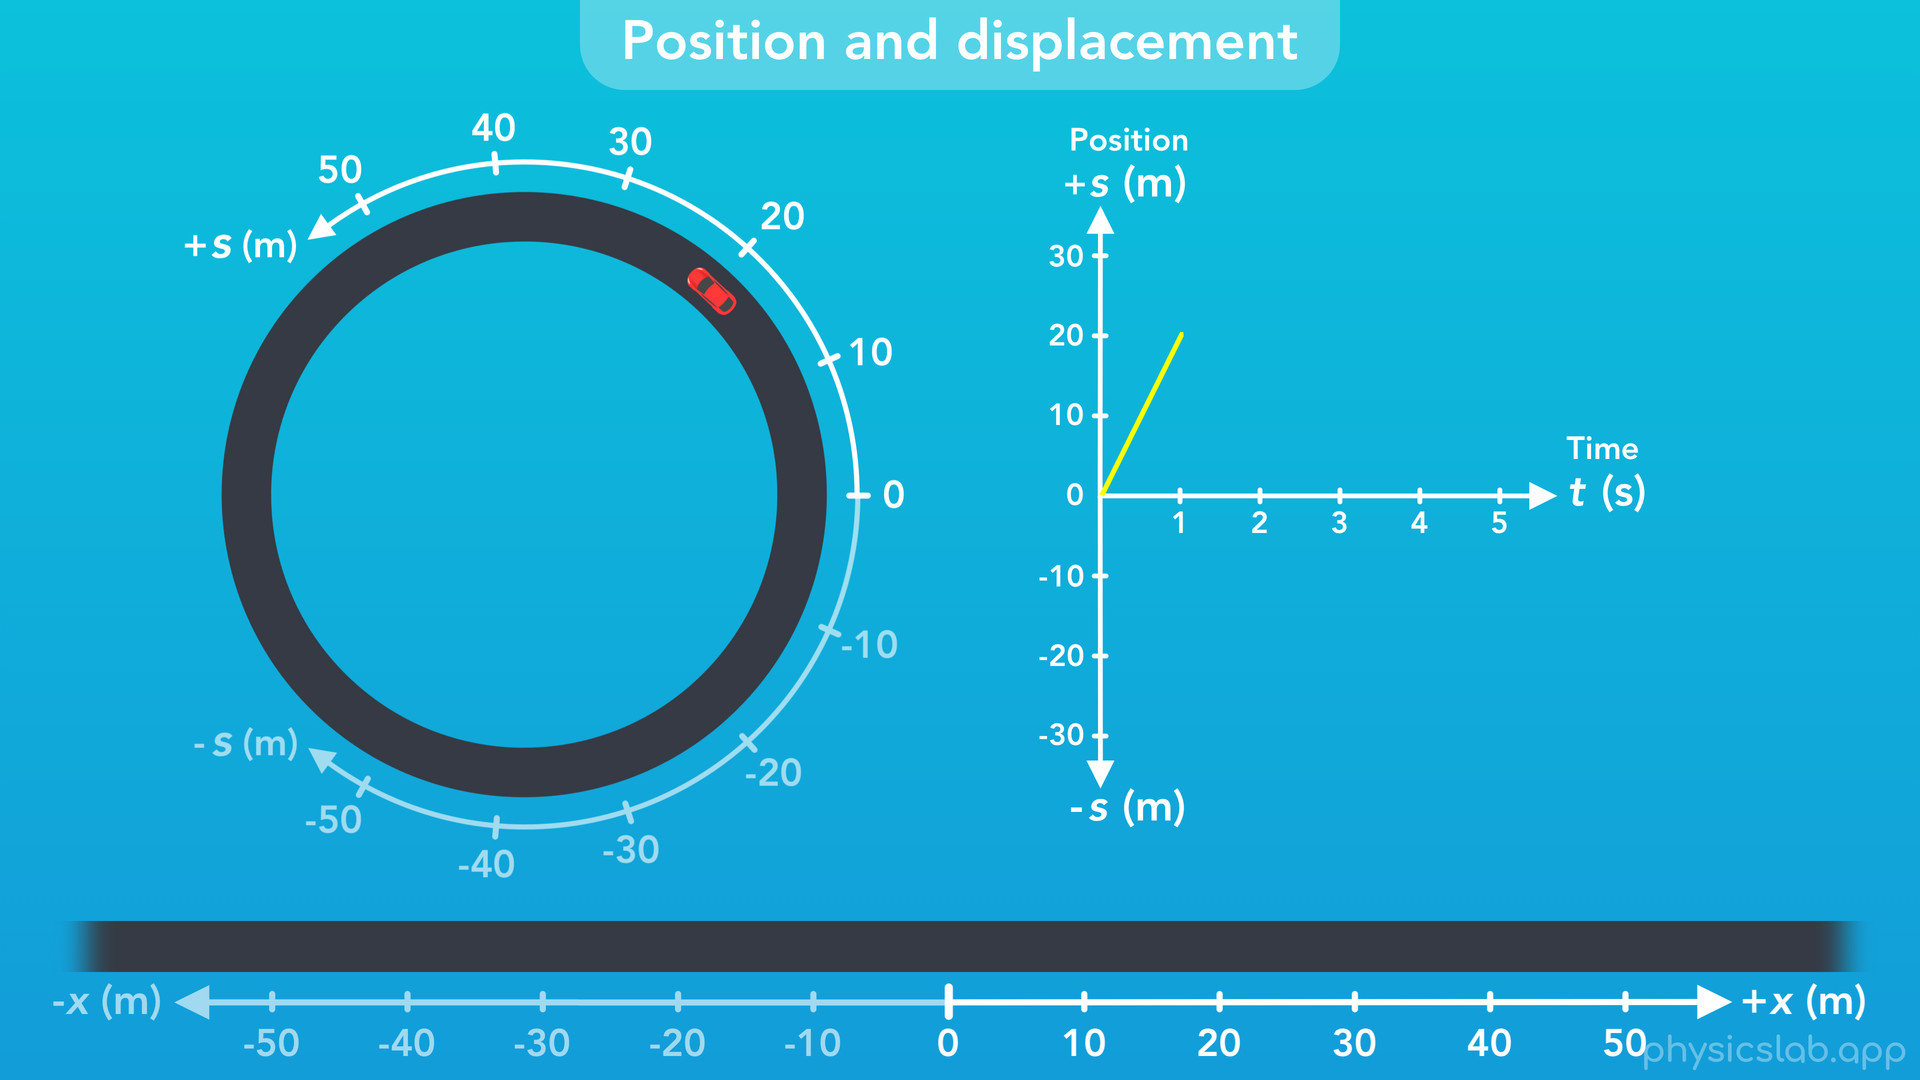 Position and displacement
40
30
50
20
+s (m)
10
0
-10
-20
-30
-40
-50
-s (m)
Position
+s (m)
30
20
10
0
-10
-20
-30
-s (m)
1 2 3 4 5
Time
t (s)
-x (m)
+x (m)
-50 -40 -30 -20 -10 0 10 20 30 40 50
physicslab.app